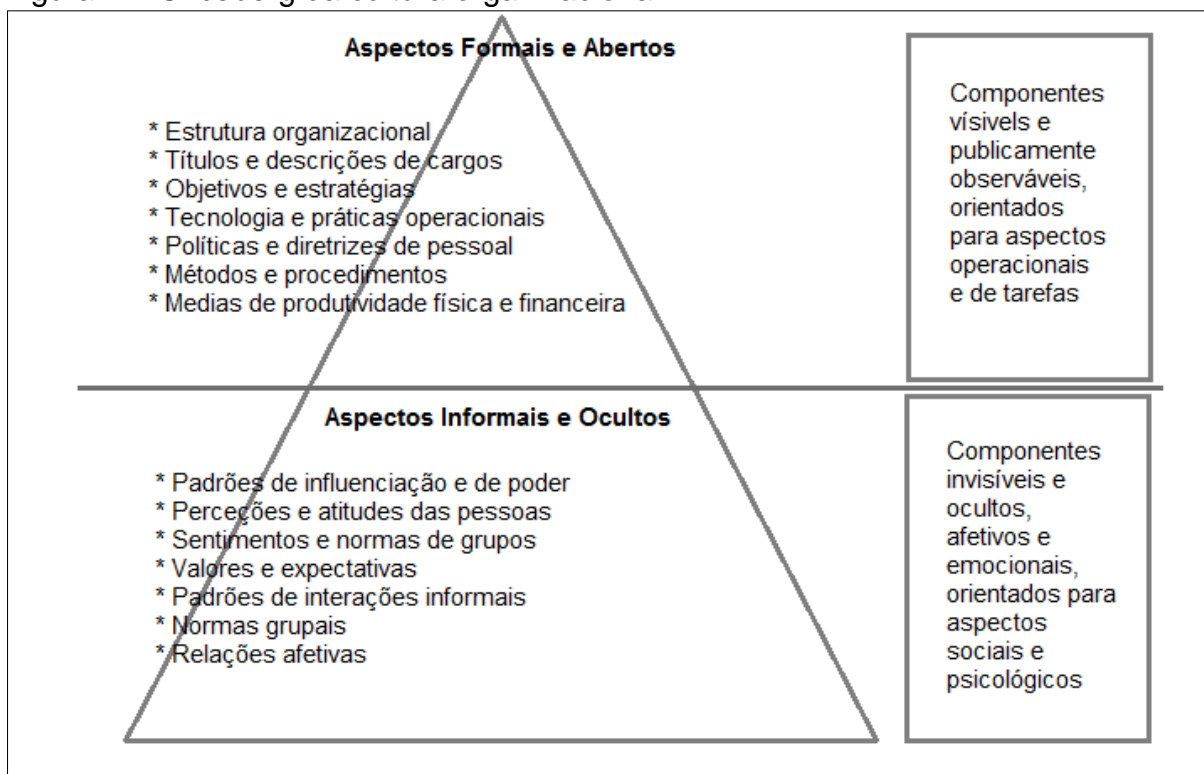 Aspectos Formais e Abertos
* Estrutura organizacional
* Títulos e descrições de cargos
* Objetivos e estratégias
* Tecnologia e práticas operacionais
* Políticas e diretrizes de pessoal
* Métodos e procedimentos
* Medias de produtividade física e financeira
Componentes
vísivels e
publicamente
observáveis,
orientados
para aspectos
operacionais
e de tarefas
Aspectos Informais e Ocultos
* Padrões de influenciação e de poder
* Perceções e atitudes das pessoas
* Sentimentos e normas de grupos
* Valores e expectativas
* Padrões de interações informais
* Normas grupais
* Relações afetivas
Componentes
invisíveis e
ocultos,
afetivos e
emocionais,
orientados para
aspectos
sociais e
psicológicos